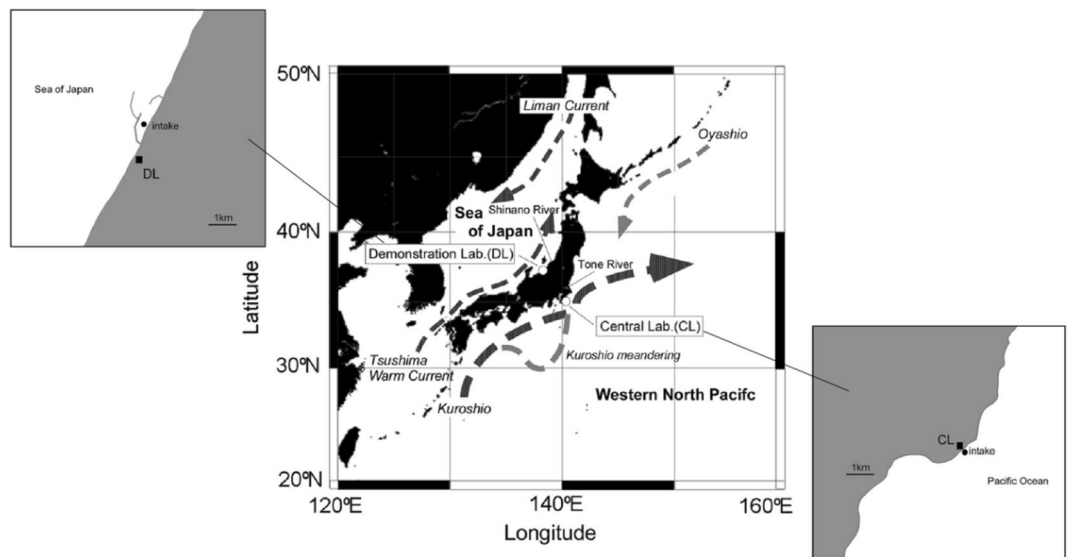 Sea of Japan
intake
DL
1km
50ºN
40ºN
30ºN
20ºN
120ºE
140ºE
160ºE
Latitude
Longitude
Liman Current
Oyashio
Shinano River
Sea
of Japan
Demonstration Lab.(DL)
Tone River
Central Lab.(CL)
Kuroshio meandering
Tsushima
Warm Current
Kuroshio
Western North Pacifc
CL
intake
1km
Pacific Ocean